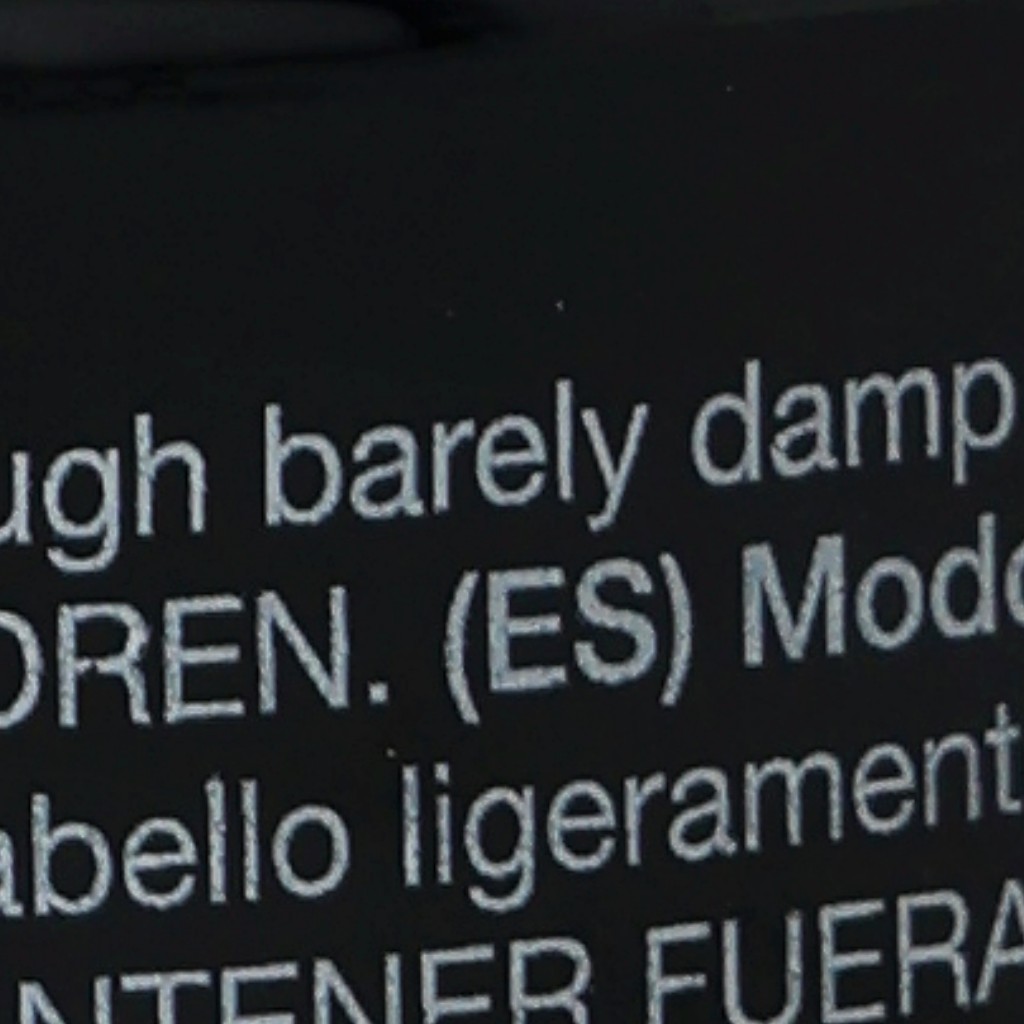 ugh barely damp
DREN. (ES) Modo
abello ligerament
NTENER FUERA